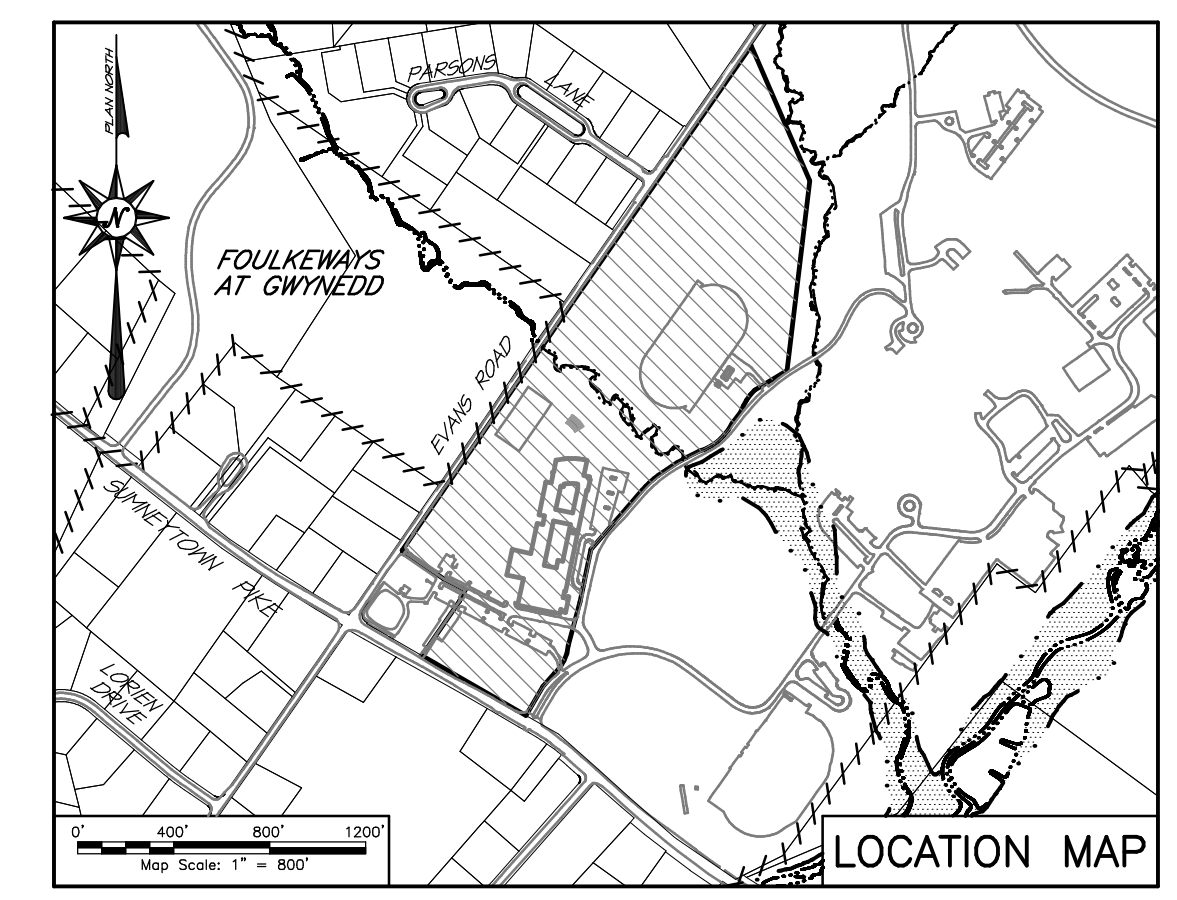 PLAN NORTH
N
PARSONS
LANE
FOULKEWAYS
AT GWYNEDD
EVANS ROAD
SUMNEYTOWN PIKE
LORIEN
DRIVE
0' 400' 800' 1200'
Map Scale: 1" = 800'
LOCATION MAP